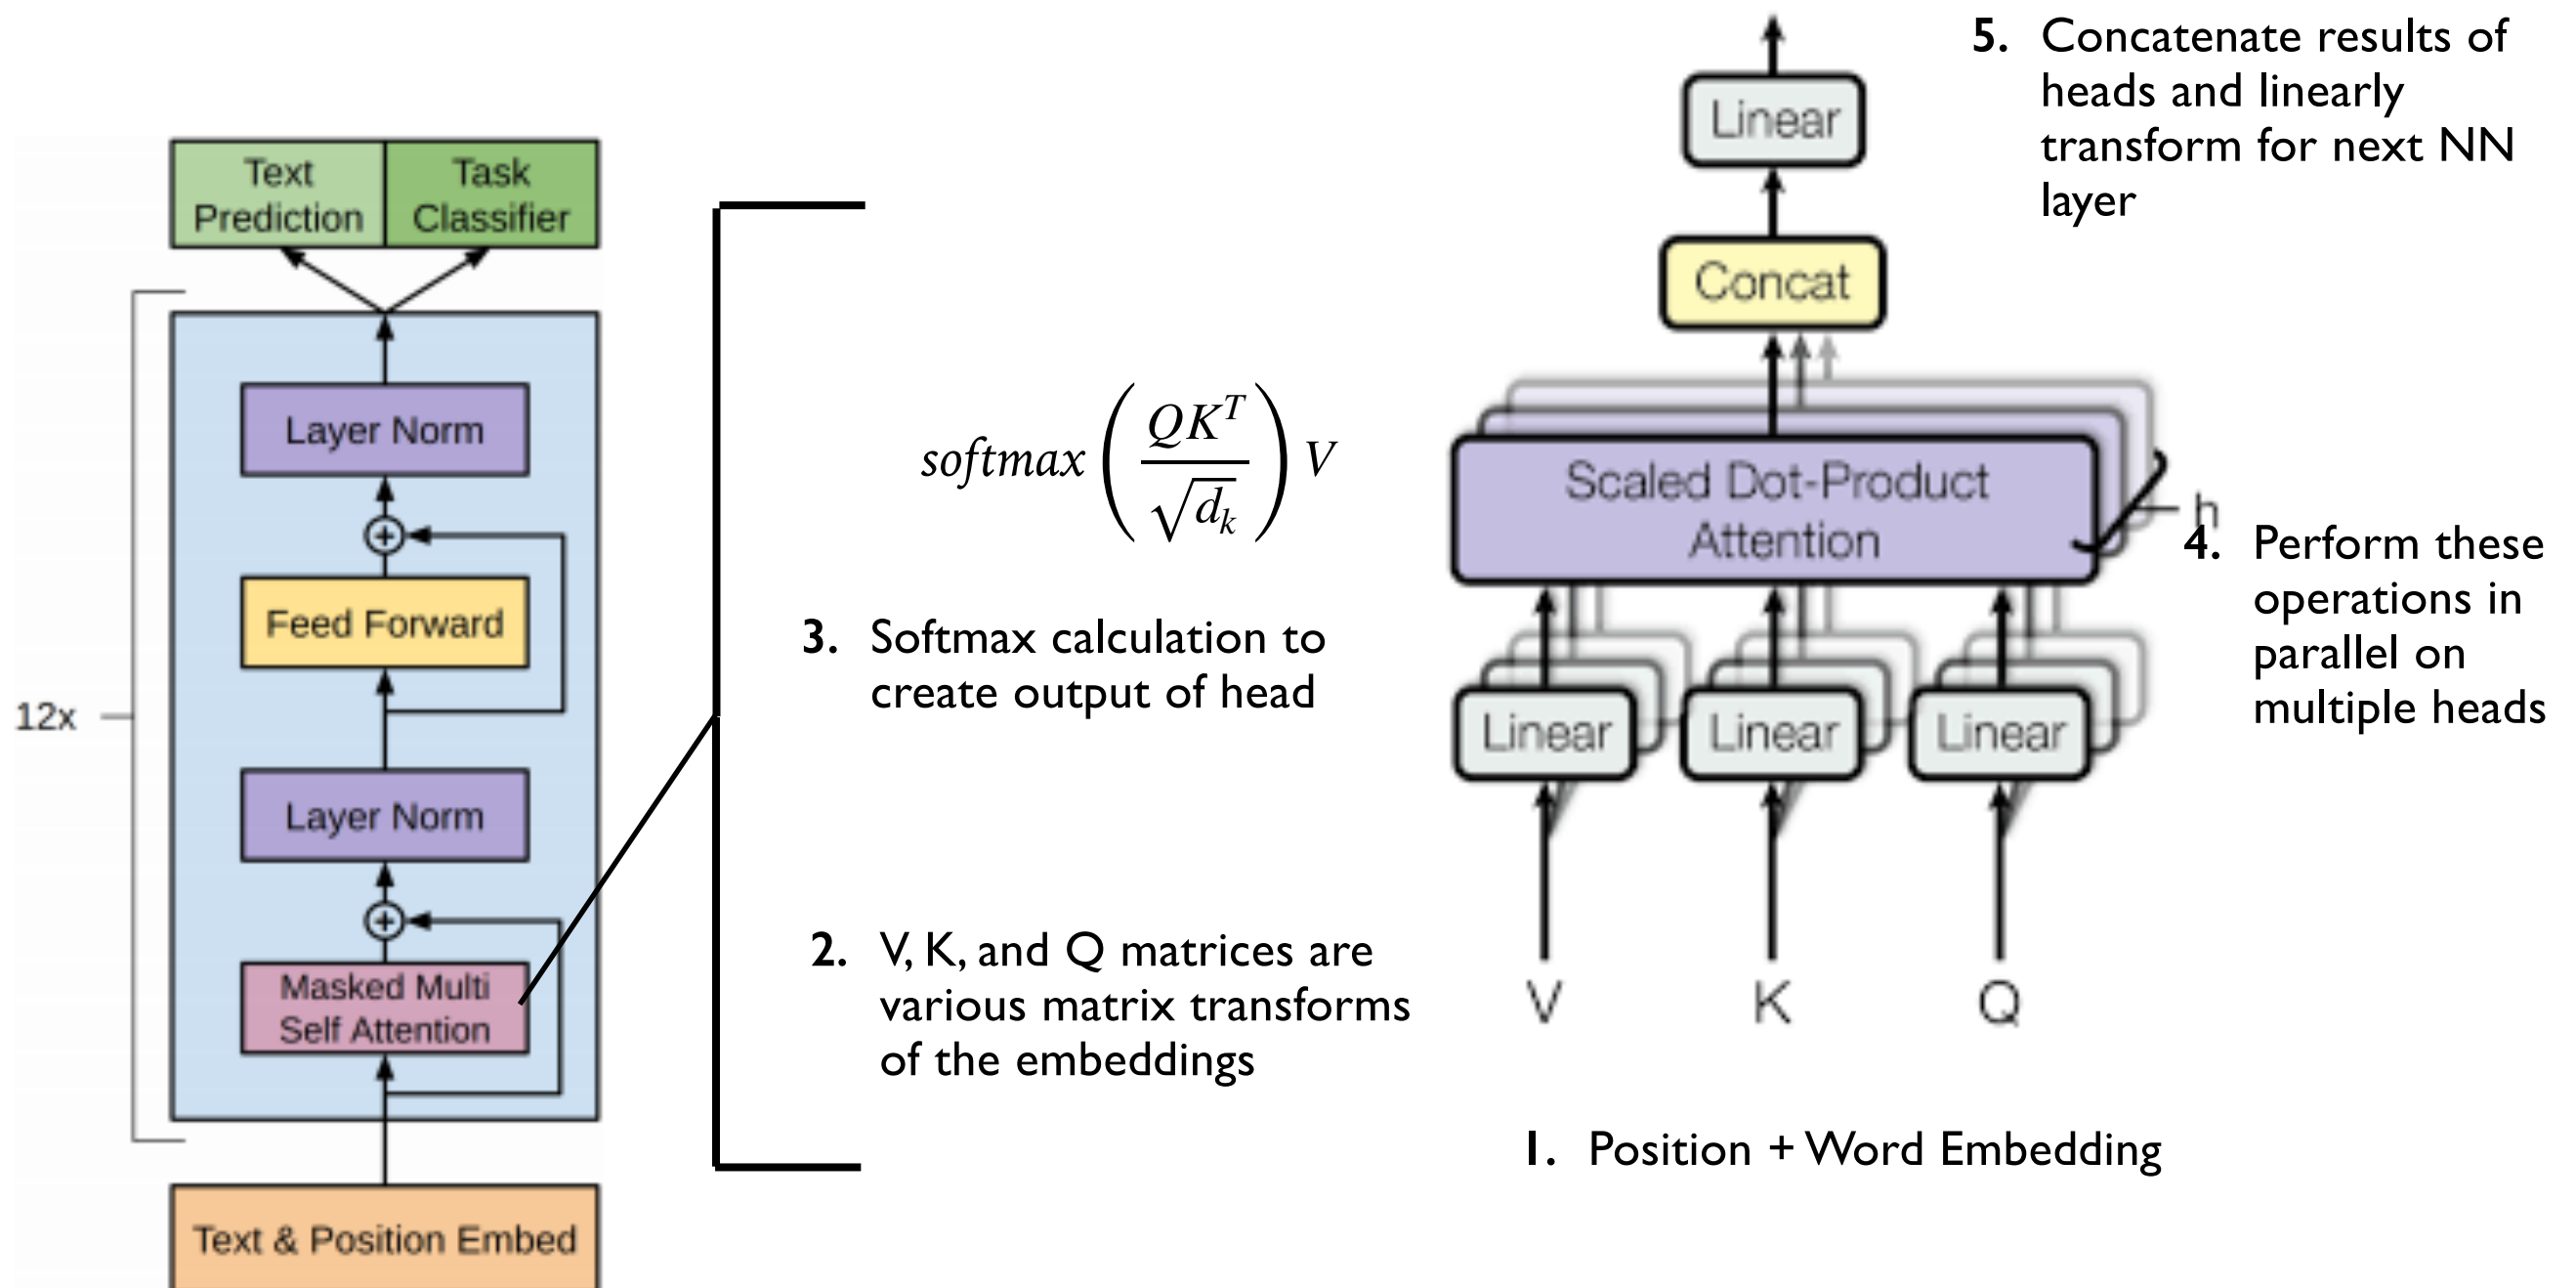 Text
Prediction
Task
Classifier
12x
Layer Norm
+
Feed Forward
Layer Norm
+
Masked Multi
Self Attention
Text & Position Embed
softmax(QK^T / √d_k) V
3. Softmax calculation to
create output of head
2. V, K, and Q matrices are
various matrix transforms
of the embeddings
Linear
Concat
Scaled Dot-Product
Attention
h
Linear
Linear
Linear
V
K
Q
5. Concatenate results of
heads and linearly
transform for next NN
layer
4. Perform these
operations in
parallel on
multiple heads
1. Position + Word Embedding